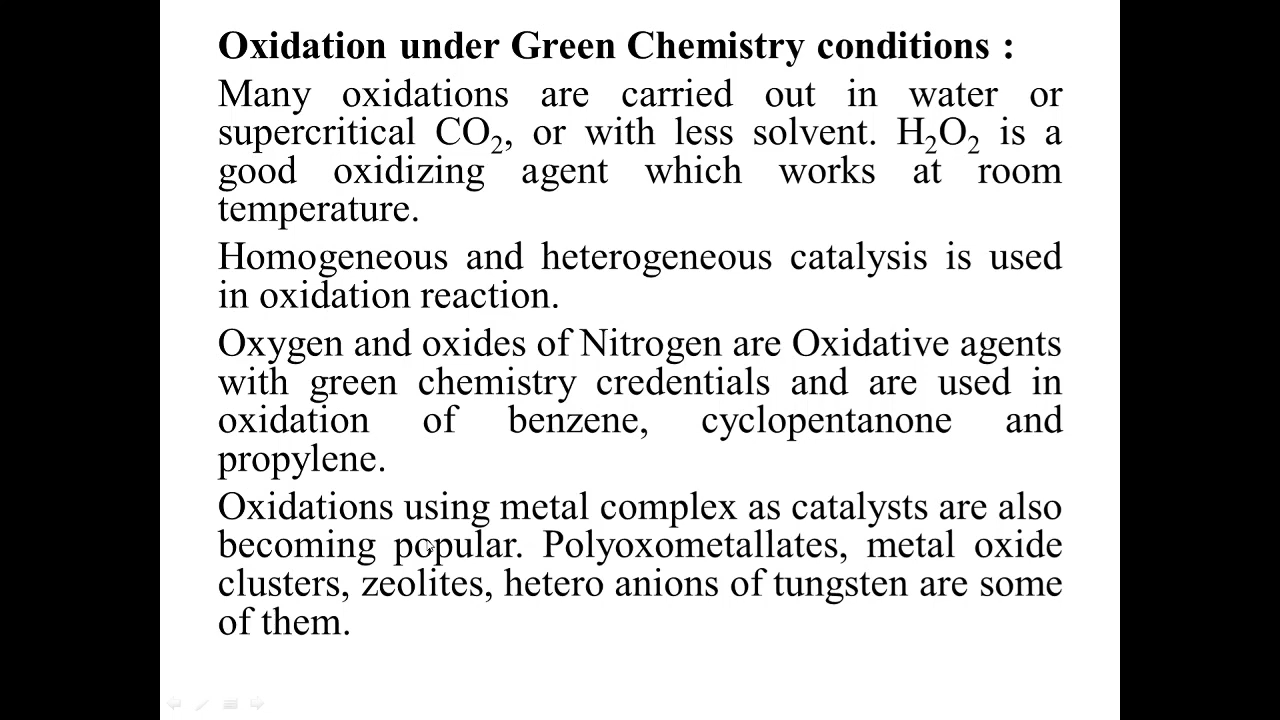 Oxidation under Green Chemistry conditions :
Many oxidations are carried out in water or
supercritical CO₂, or with less solvent. H₂O₂ is a
good oxidizing agent which works at room
temperature.
Homogeneous and heterogeneous catalysis is used
in oxidation reaction.
Oxygen and oxides of Nitrogen are Oxidative agents
with green chemistry credentials and are used in
oxidation of benzene, cyclopentanone and
propylene.
Oxidations using metal complex as catalysts are also
becoming popular. Polyoxometallates, metal oxide
clusters, zeolites, hetero anions of tungsten are some
of them.